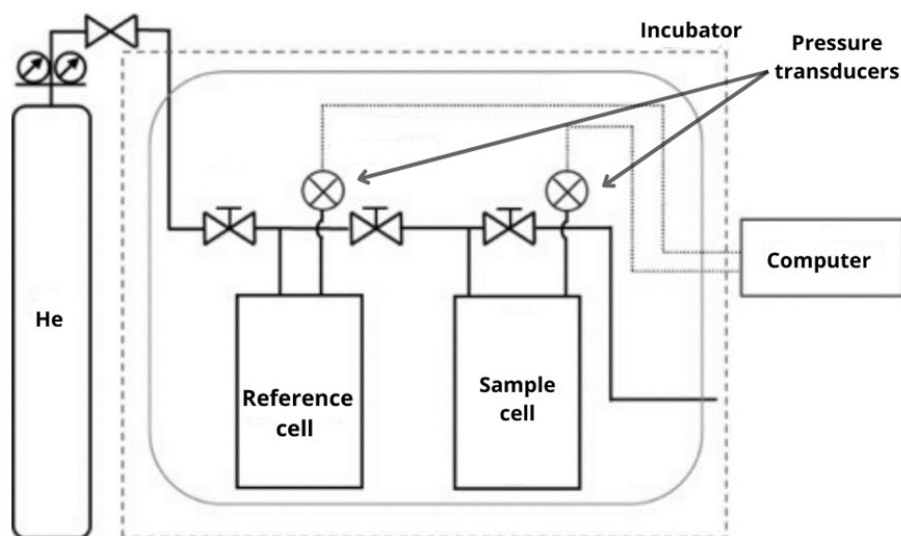 Incubator
Pressure
transducers
He
Reference
cell
Sample
cell
Computer